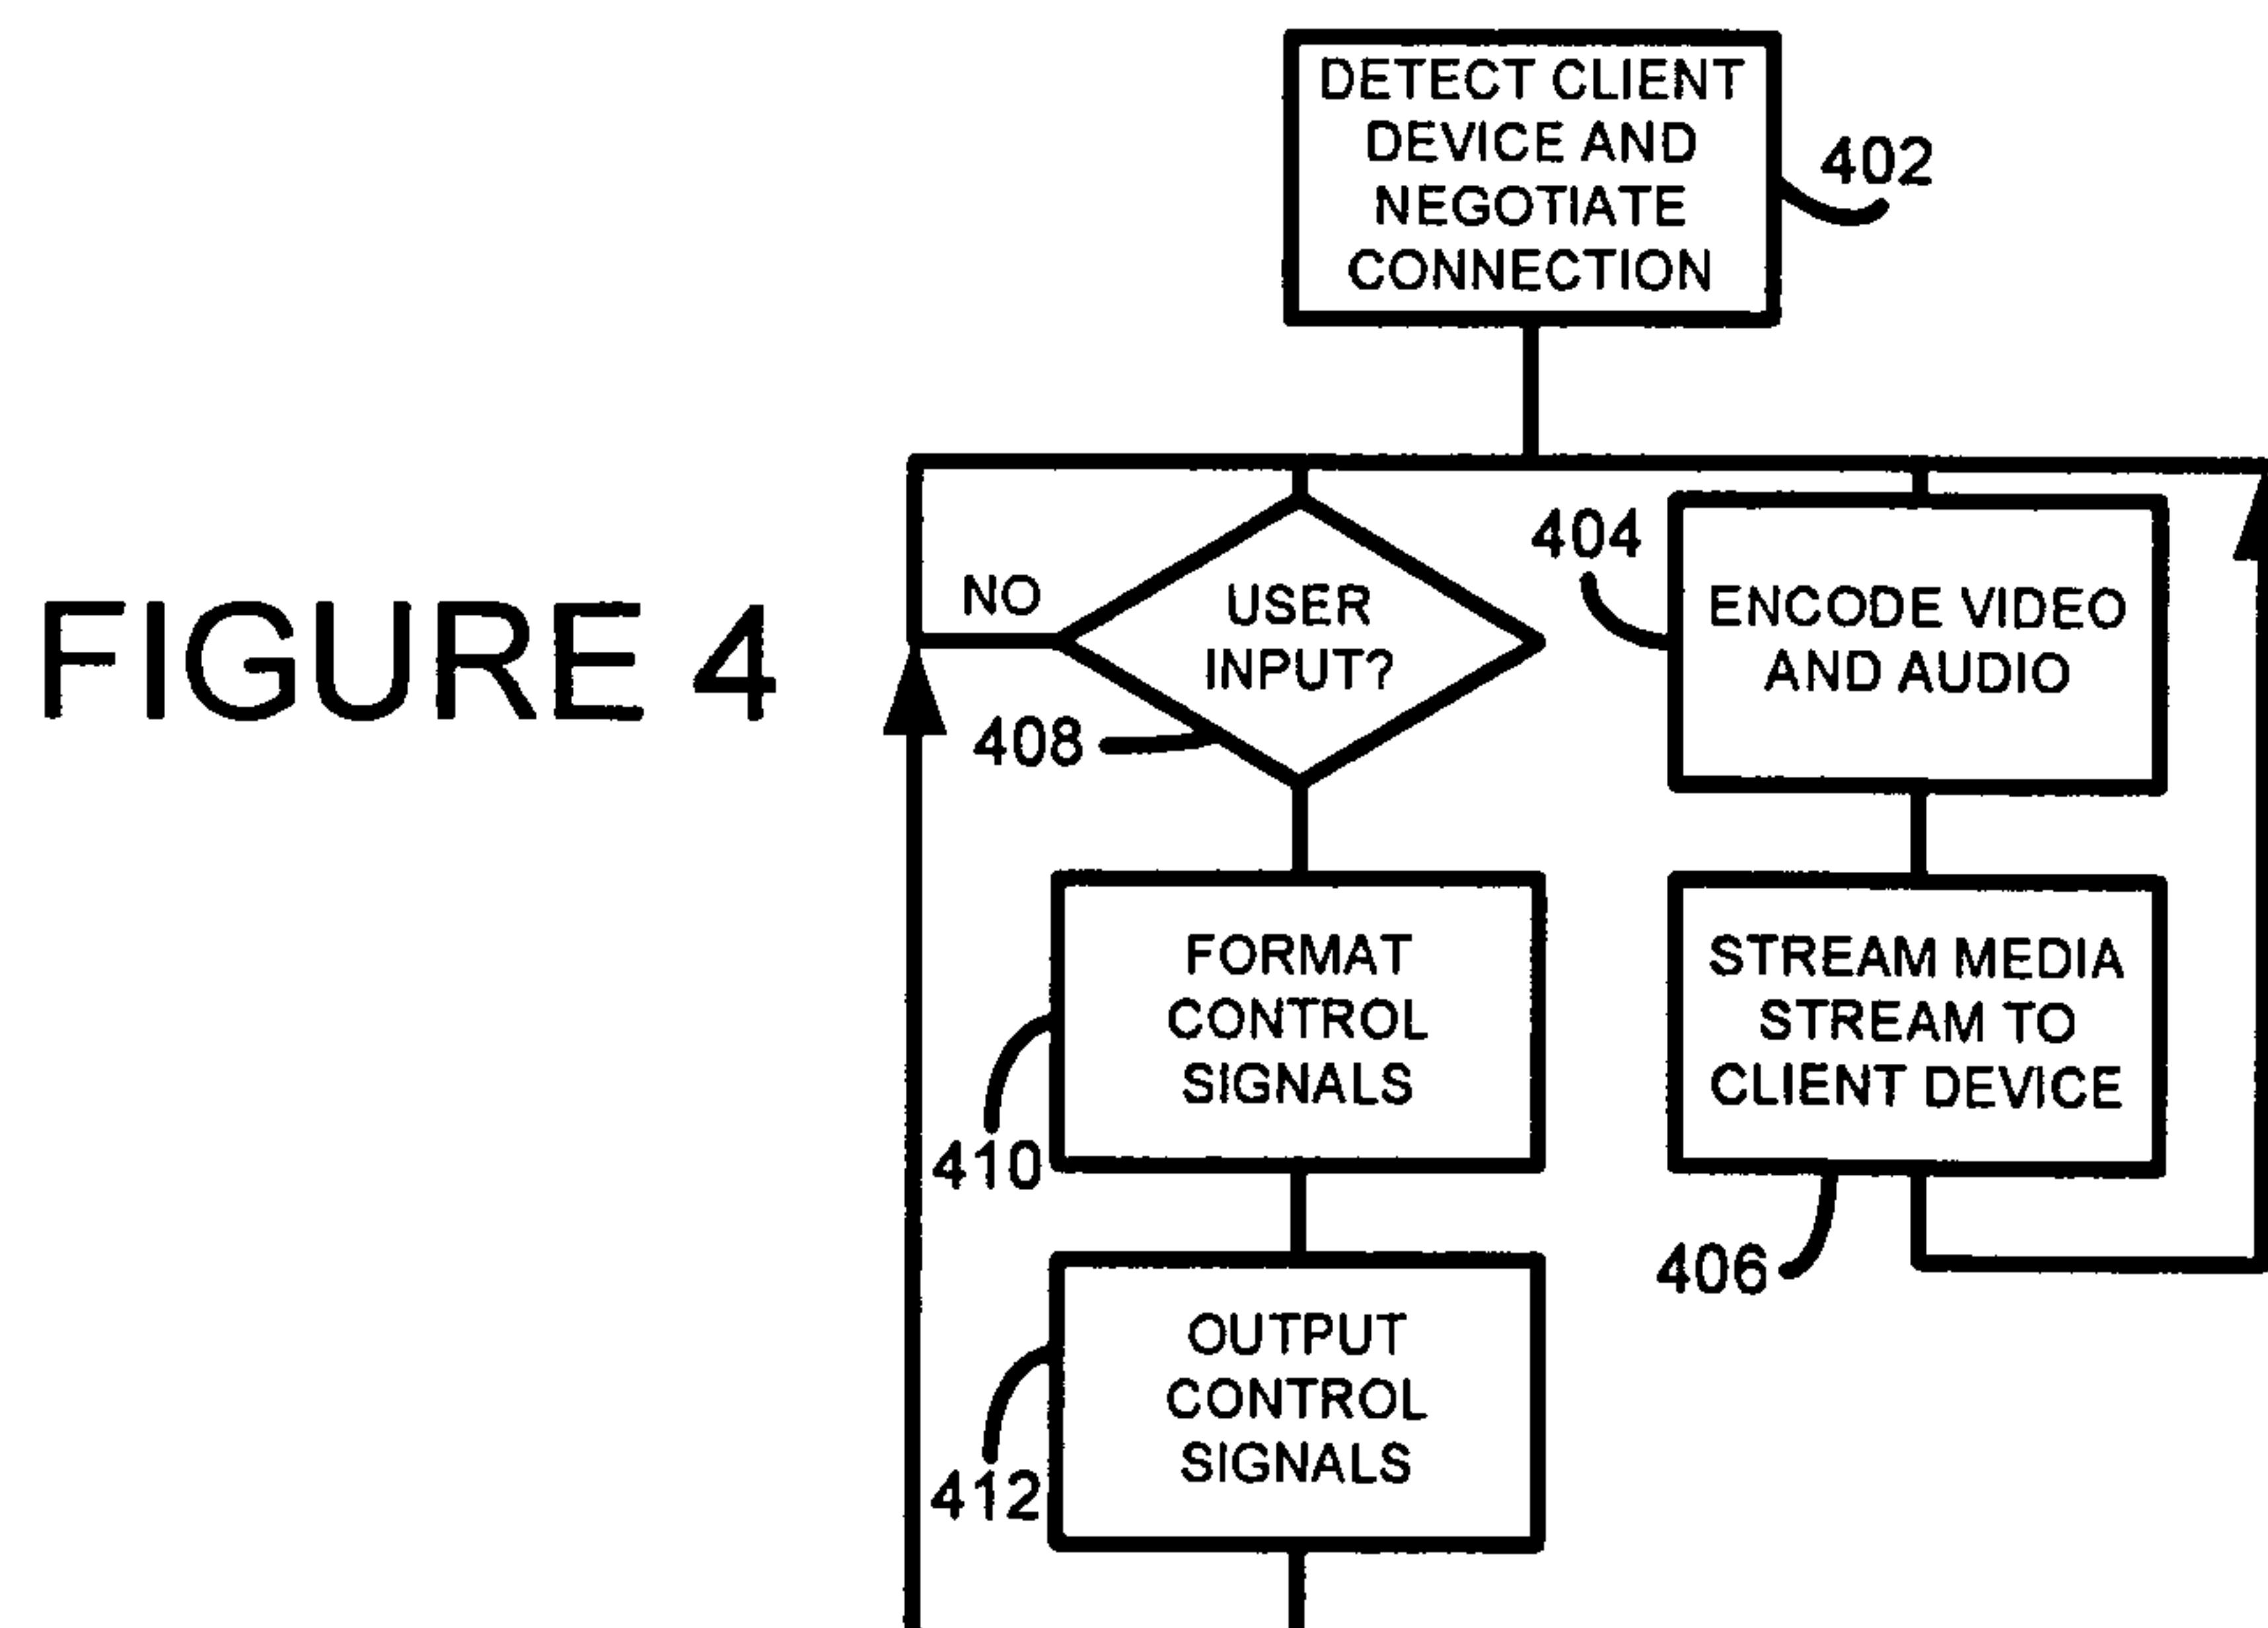 DETECT CLIENT
DEVICE AND
NEGOTIATE
CONNECTION
402
FIGURE 4
NO
USER
INPUT?
408
404
ENCODE VIDEO
AND AUDIO
FORMAT
CONTROL
SIGNALS
410
STREAM MEDIA
STREAM TO
CLIENT DEVICE
406
OUTPUT
CONTROL
SIGNALS
412